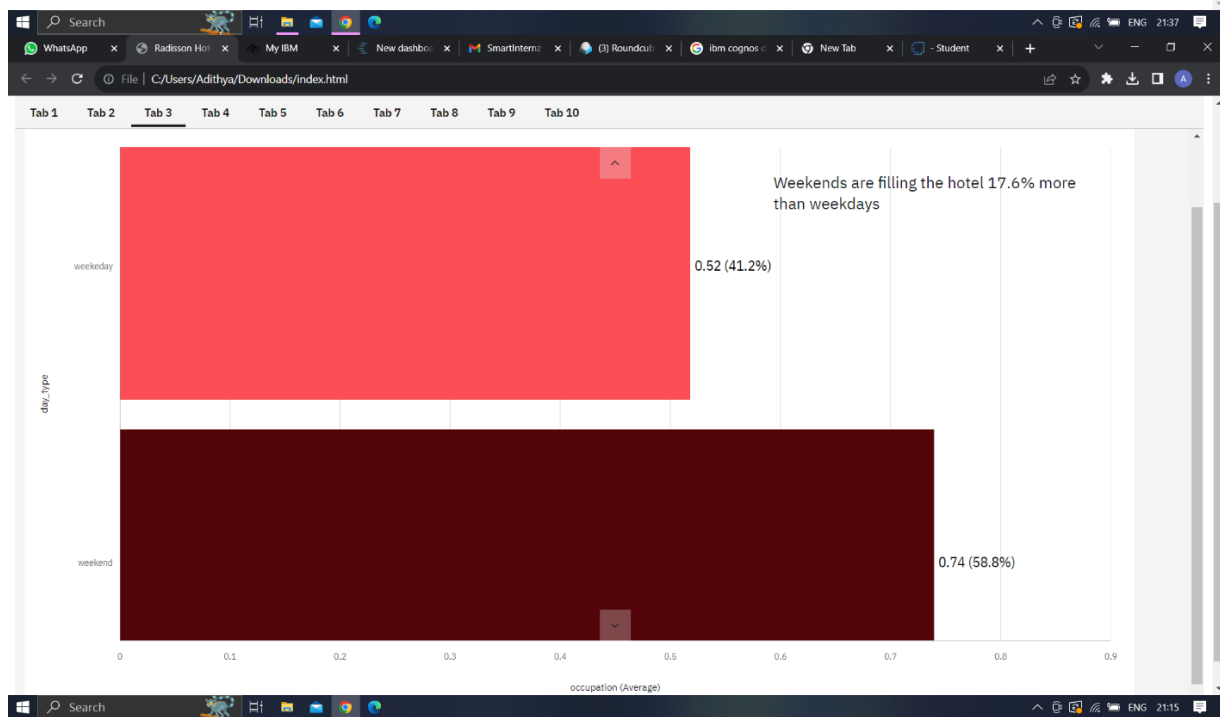 Search
ENG 21:37
WhatsApp
Radisson Hot
My IBM
New dashboa
SmartInternz
(3) Roundcub
ibm cognos d
New Tab
- Student
File | C:/Users/Adithya/Downloads/index.html
A
Tab 1 Tab 2 Tab 3 Tab 4 Tab 5 Tab 6 Tab 7 Tab 8 Tab 9 Tab 10
Weekends are filling the hotel 17.6% more
than weekdays
weekeday
0.52 (41.2%)
day_type
weekend
0.74 (58.8%)
0 0.1 0.2 0.3 0.4 0.5 0.6 0.7 0.8 0.9
occupation (Average)
Search
ENG 21:15